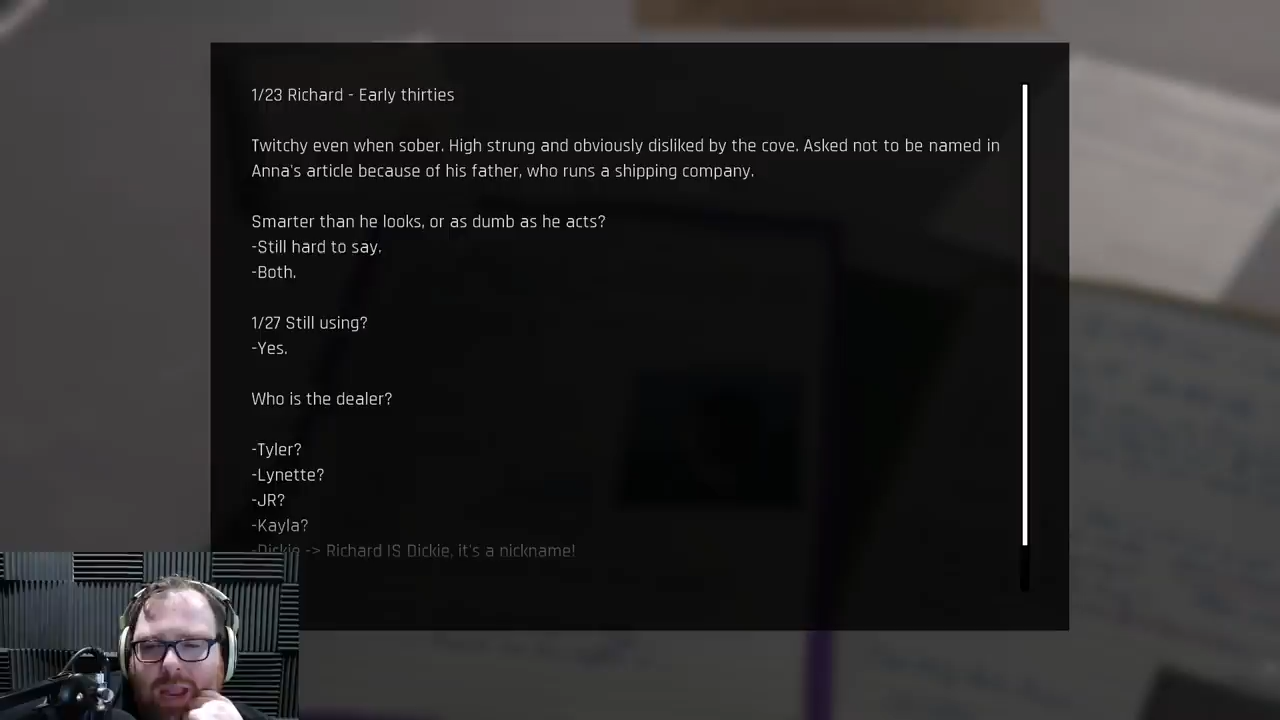 1/23 Richard - Early thirties
Twitchy even when sober. High strung and obviously disliked by the cove. Asked not to be named in
Anna's article because of his father, who runs a shipping company.
Smarter than he looks, or as dumb as he acts?
-Still hard to say.
-Both.
1/27 Still using?
-Yes.
Who is the dealer?
-Tyler?
-Lynette?
-JR?
-Kayla?
-Dickie -> Richard IS Dickie, it's a nickname!